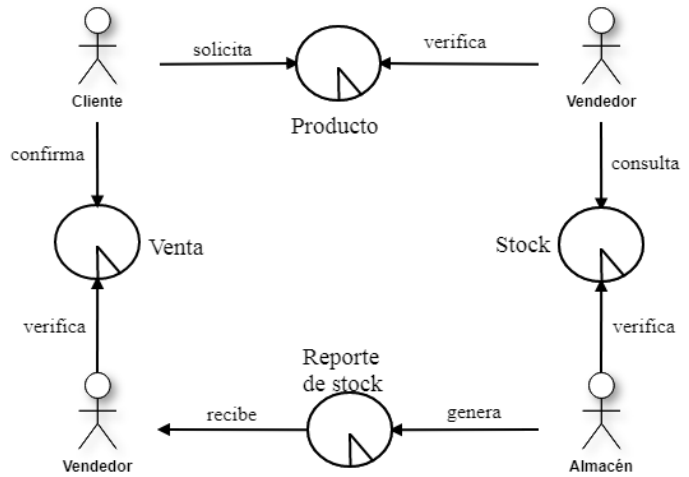 solicita
verifica
Cliente
Vendedor
Producto
confirma
consulta
Venta
Stock
verifica
verifica
Reporte
de stock
recibe
genera
Vendedor
Almacén